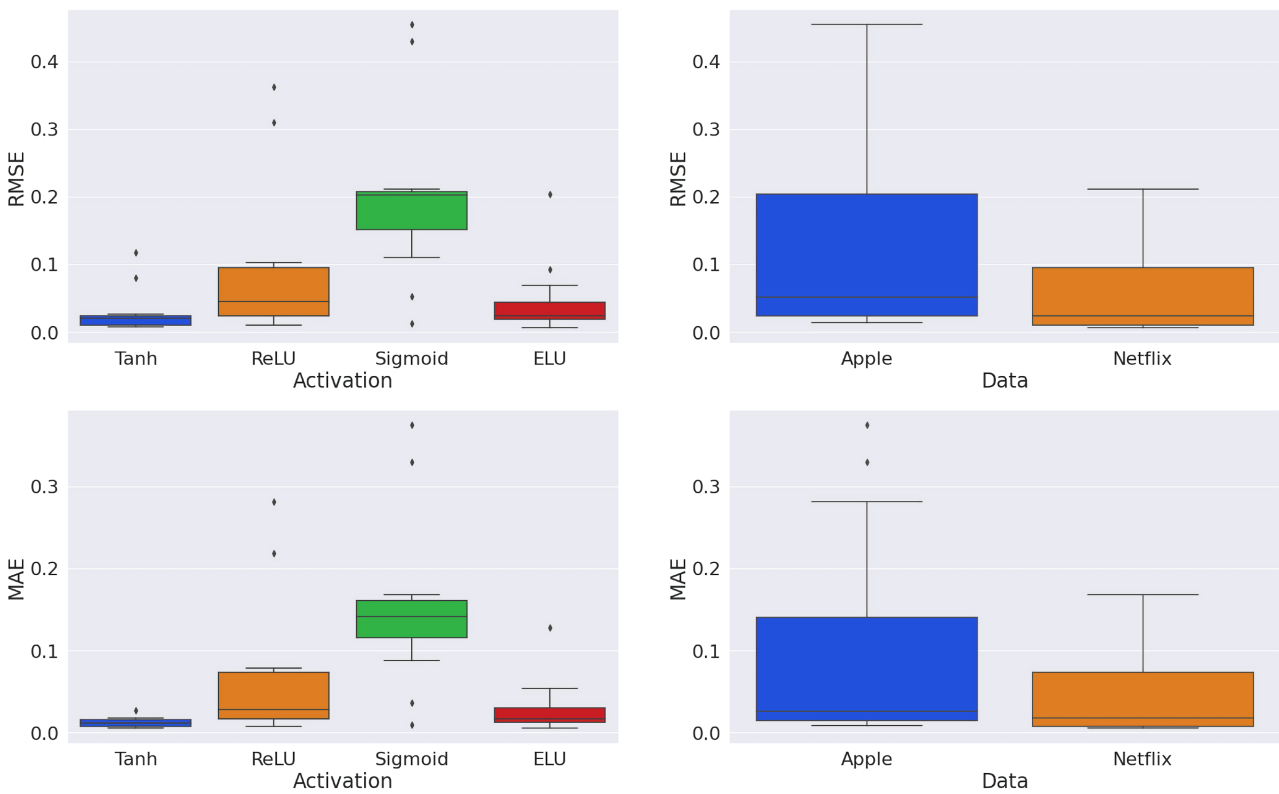 RMSE
0.4
0.3
0.2
0.1
0.0
Tanh ReLU Sigmoid ELU
Activation
RMSE
0.4
0.3
0.2
0.1
0.0
Apple Netflix
Data
MAE
0.3
0.2
0.1
0.0
Tanh ReLU Sigmoid ELU
Activation
MAE
0.3
0.2
0.1
0.0
Apple Netflix
Data